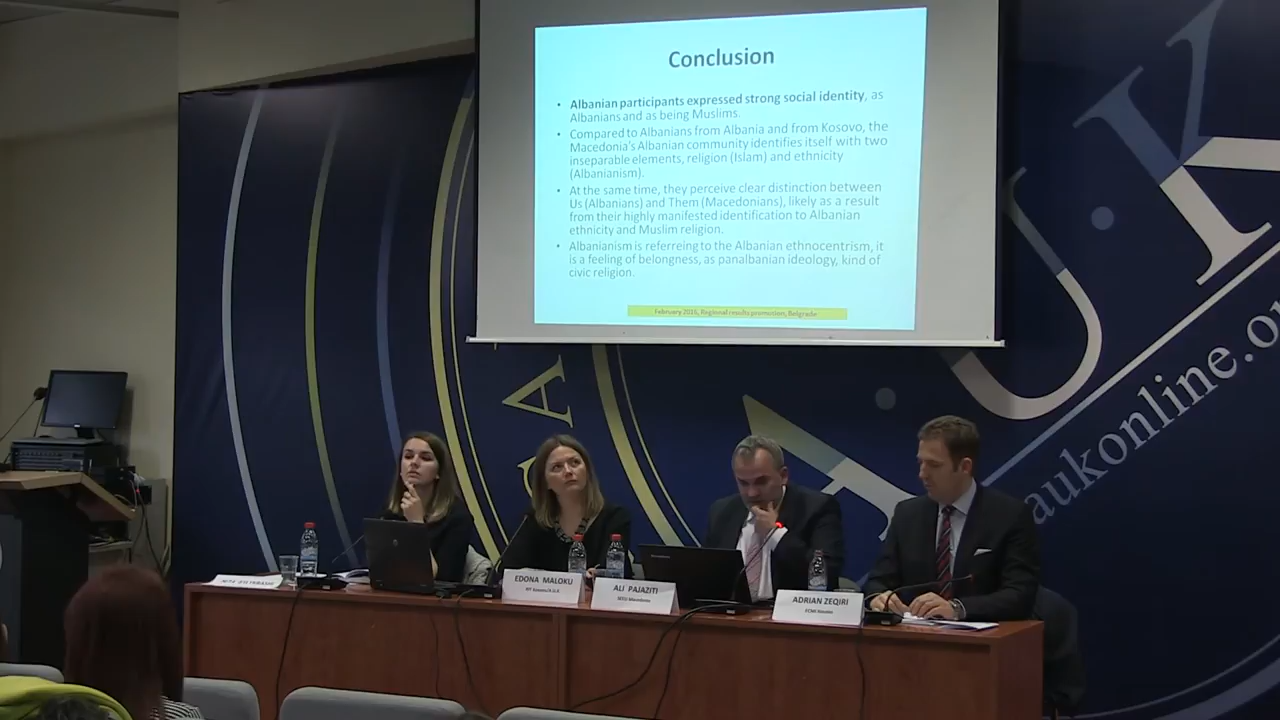 Conclusion
• Albanian participants expressed strong social identity, as
Albanians and as being Muslims.
• Compared to Albanians from Albania and from Kosovo, the
Macedonia's Albanian community identifies itself with two
inseparable elements, religion (Islam) and ethnicity
(Albanianism).
• At the same time, they perceive clear distinction between
Us (Albanians) and Them (Macedonians), likely as a result
from their highly manifested identification to Albanian
ethnicity and Muslim religion.
• Albanianism is referreing to the Albanian ethnocentrism, it
is a feeling of belongness, as panalbanian ideology, kind of
civic religion.
February 2016, Regional results promotion, Belgrade
A.U.K
aukonline.o
EDONA MALOKU
ALI PAJAZITI
SEEU Macedonia
ADRIAN ZEQIRI
ECMI Kosovo